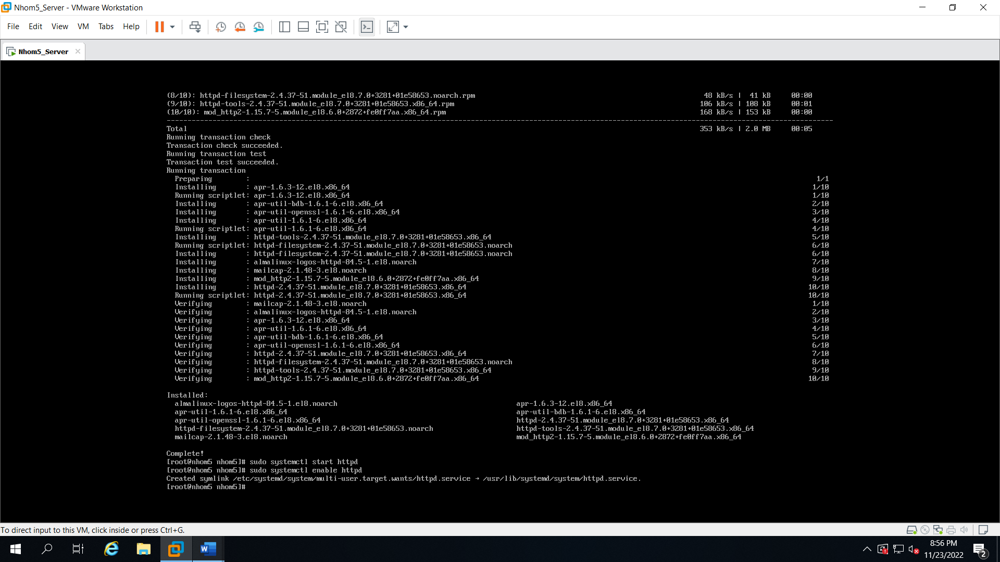 Nhom5_Server - VMware Workstation
File Edit View VM Tabs Help
Nhom5_Server
(8/10): httpd-filesystem-2.4.37-51.module_el8.7.0+3281+01e58653.noarch.rpm 48 kB/s | 41 kB 00:00
(9/10): httpd-tools-2.4.37-51.module_el8.7.0+3281+01e58653.x86_64.rpm 106 kB/s | 108 kB 00:01
(10/10): mod_http2-1.15.7-5.module_el8.6.0+2872+fe0ff7aa.x86_64.rpm 168 kB/s | 153 kB 00:00
--------------------------------------------------------------------------------
Total 353 kB/s | 2.0 MB 00:05
Running transaction check
Transaction check succeeded.
Running transaction test
Transaction test succeeded.
Running transaction
Preparing : 1/1
Installing : apr-1.6.3-12.el8.x86_64 1/10
Running scriptlet: apr-1.6.3-12.el8.x86_64 1/10
Installing : apr-util-bdb-1.6.1-6.el8.x86_64 2/10
Installing : apr-util-openssl-1.6.1-6.el8.x86_64 3/10
Installing : apr-util-1.6.1-6.el8.x86_64 4/10
Running scriptlet: apr-util-1.6.1-6.el8.x86_64 4/10
Installing : httpd-tools-2.4.37-51.module_el8.7.0+3281+01e58653.x86_64 5/10
Running scriptlet: httpd-filesystem-2.4.37-51.module_el8.7.0+3281+01e58653.noarch 6/10
Installing : httpd-filesystem-2.4.37-51.module_el8.7.0+3281+01e58653.noarch 6/10
Installing : almalinux-logos-httpd-84.5-1.el8.noarch 7/10
Installing : mailcap-2.1.48-3.el8.noarch 8/10
Installing : mod_http2-1.15.7-5.module_el8.6.0+2872+fe0ff7aa.x86_64 9/10
Installing : httpd-2.4.37-51.module_el8.7.0+3281+01e58653.x86_64 10/10
Running scriptlet: httpd-2.4.37-51.module_el8.7.0+3281+01e58653.x86_64 10/10
Verifying : mailcap-2.1.48-3.el8.noarch 1/10
Verifying : almalinux-logos-httpd-84.5-1.el8.noarch 2/10
Verifying : apr-1.6.3-12.el8.x86_64 3/10
Verifying : apr-util-1.6.1-6.el8.x86_64 4/10
Verifying : apr-util-bdb-1.6.1-6.el8.x86_64 5/10
Verifying : apr-util-openssl-1.6.1-6.el8.x86_64 6/10
Verifying : httpd-2.4.37-51.module_el8.7.0+3281+01e58653.x86_64 7/10
Verifying : httpd-filesystem-2.4.37-51.module_el8.7.0+3281+01e58653.noarch 8/10
Verifying : httpd-tools-2.4.37-51.module_el8.7.0+3281+01e58653.x86_64 9/10
Verifying : mod_http2-1.15.7-5.module_el8.6.0+2872+fe0ff7aa.x86_64 10/10
Installed:
almalinux-logos-httpd-84.5-1.el8.noarch apr-1.6.3-12.el8.x86_64
apr-util-1.6.1-6.el8.x86_64 apr-util-bdb-1.6.1-6.el8.x86_64
apr-util-openssl-1.6.1-6.el8.x86_64 httpd-2.4.37-51.module_el8.7.0+3281+01e58653.x86_64
httpd-filesystem-2.4.37-51.module_el8.7.0+3281+01e58653.noarch httpd-tools-2.4.37-51.module_el8.7.0+3281+01e58653.x86_64
mailcap-2.1.48-3.el8.noarch mod_http2-1.15.7-5.module_el8.6.0+2872+fe0ff7aa.x86_64
Complete!
[root@nhom5 nhom5]# sudo systemctl start httpd
[root@nhom5 nhom5]# sudo systemctl enable httpd
Created symlink /etc/systemd/system/multi-user.target.wants/httpd.service → /usr/lib/systemd/system/httpd.service.
[root@nhom5 nhom5]#
To direct input to this VM, click inside or press Ctrl+G.
8:56 PM
11/23/2022
2